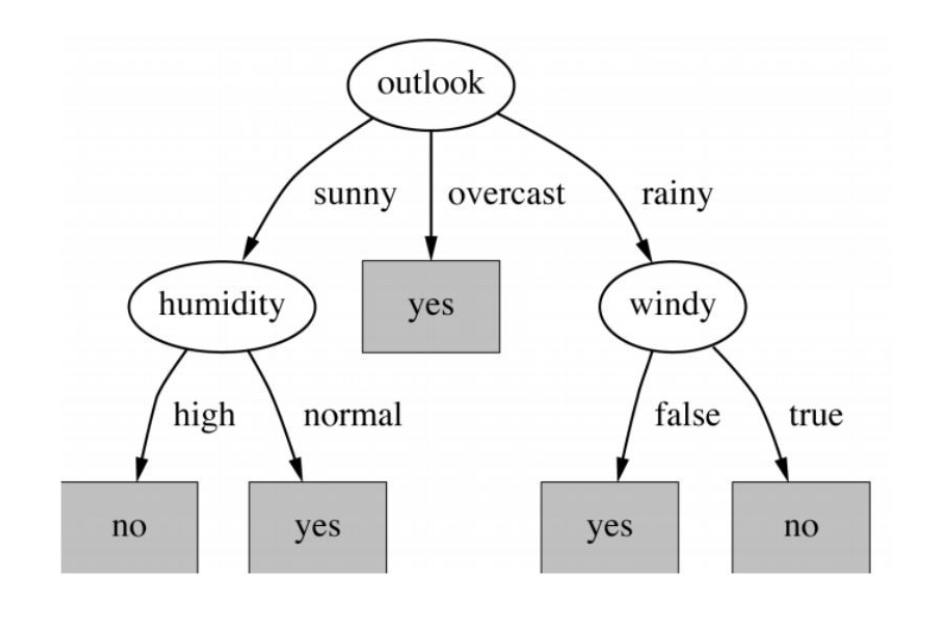 outlook
sunny overcast rainy
humidity yes windy
high normal false true
no yes yes no